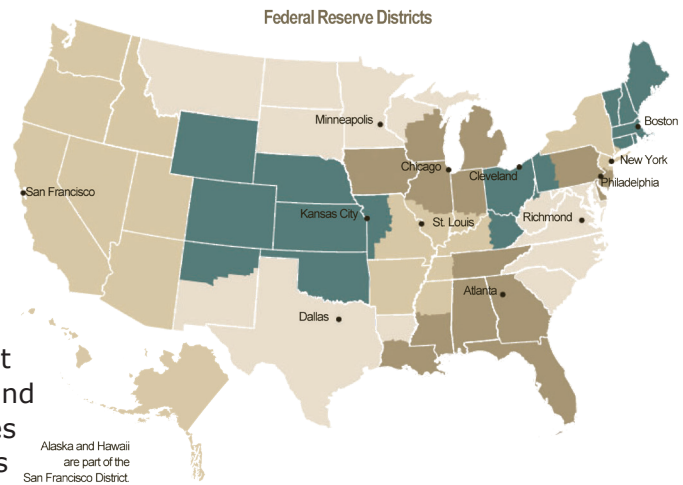 Federal Reserve Districts
Minneapolis
Boston
Chicago
Cleveland
New York
Philadelphia
San Francisco
Kansas City
St. Louis
Richmond
Atlanta
Dallas
Alaska and Hawaii
are part of the
San Francisco District.